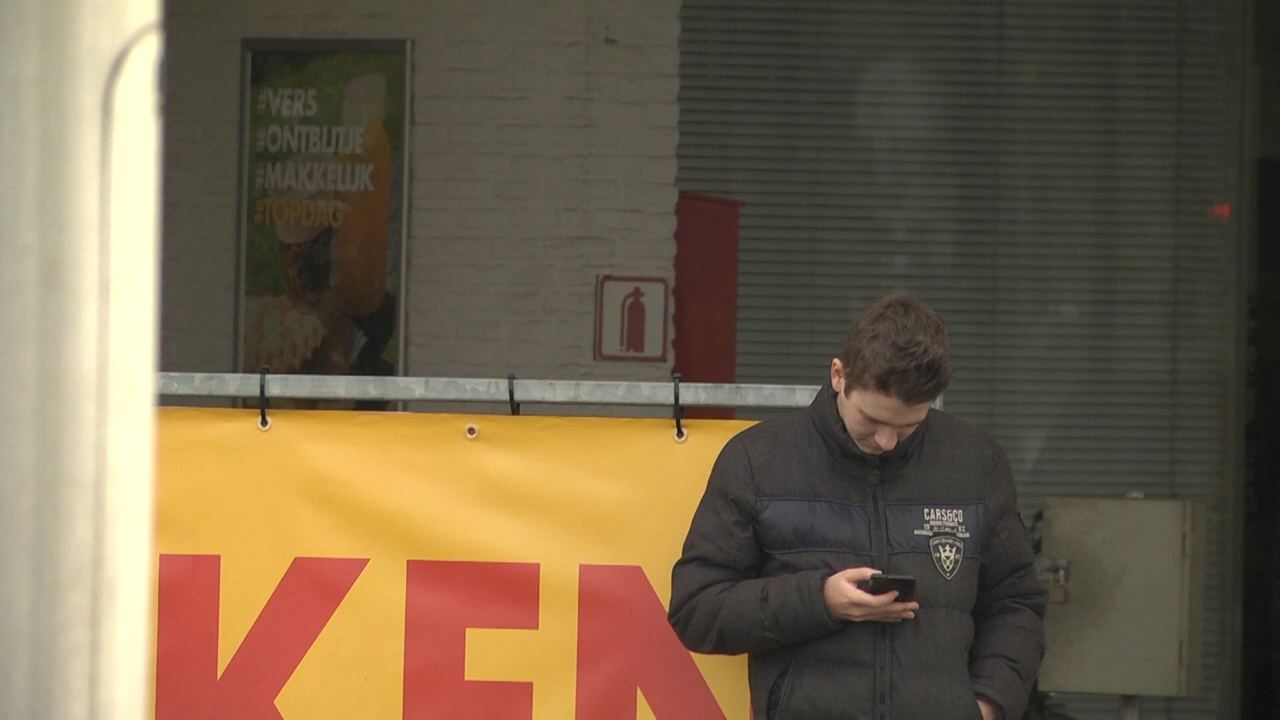 #VERS
#ONTBIJTJE
#MAKKELIJK
#TOPDAG
KEN
CARS&CO